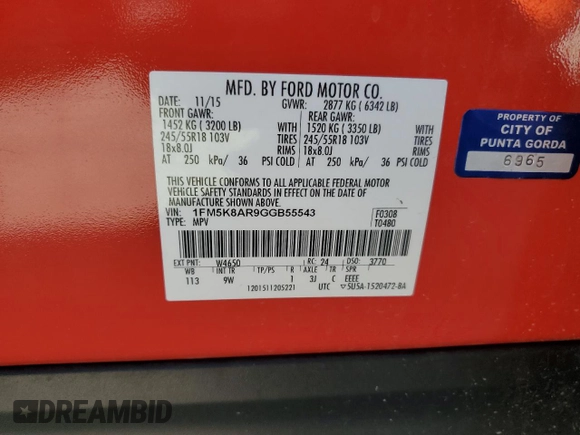 MFD. BY FORD MOTOR CO.
11/15 GVWR: 2877 KG ( 6342 LB)
FRONT GAWR: REAR GAWR:
1452 KG ( 3200 LB) 1520 KG ( 3350 LB)
245/55R18 103V TIRES 245/55R18 103V TIRES
18x8.0J RIMS 18x8.0J RIMS
AT 250 kPa/ 36 PSI COLD AT 250 kPa/ 36 PSI COLD
THIS VEHICLE CONFORMS TO ALL APPLICABLE FEDERAL MOTOR
VEHICLE SAFETY STANDARDS IN EFFECT ON THE DATE OF
MANUFACTURE SHOWN ABOVE.
VIN: 1FM5K8AR9GGB55543 F0308
TYPE: MPV T0480
EXT PNT: W4650 RC: 24 DSO: 3770
WB INT TR TP/PS R AXLE TR SPR
113 9W 1 3J C EEEE
1201511205221 UTC ▽SU5A-1520472-BA
PROPERTY OF
CITY OF
PUNTA GORDA
6965
DREAMBID